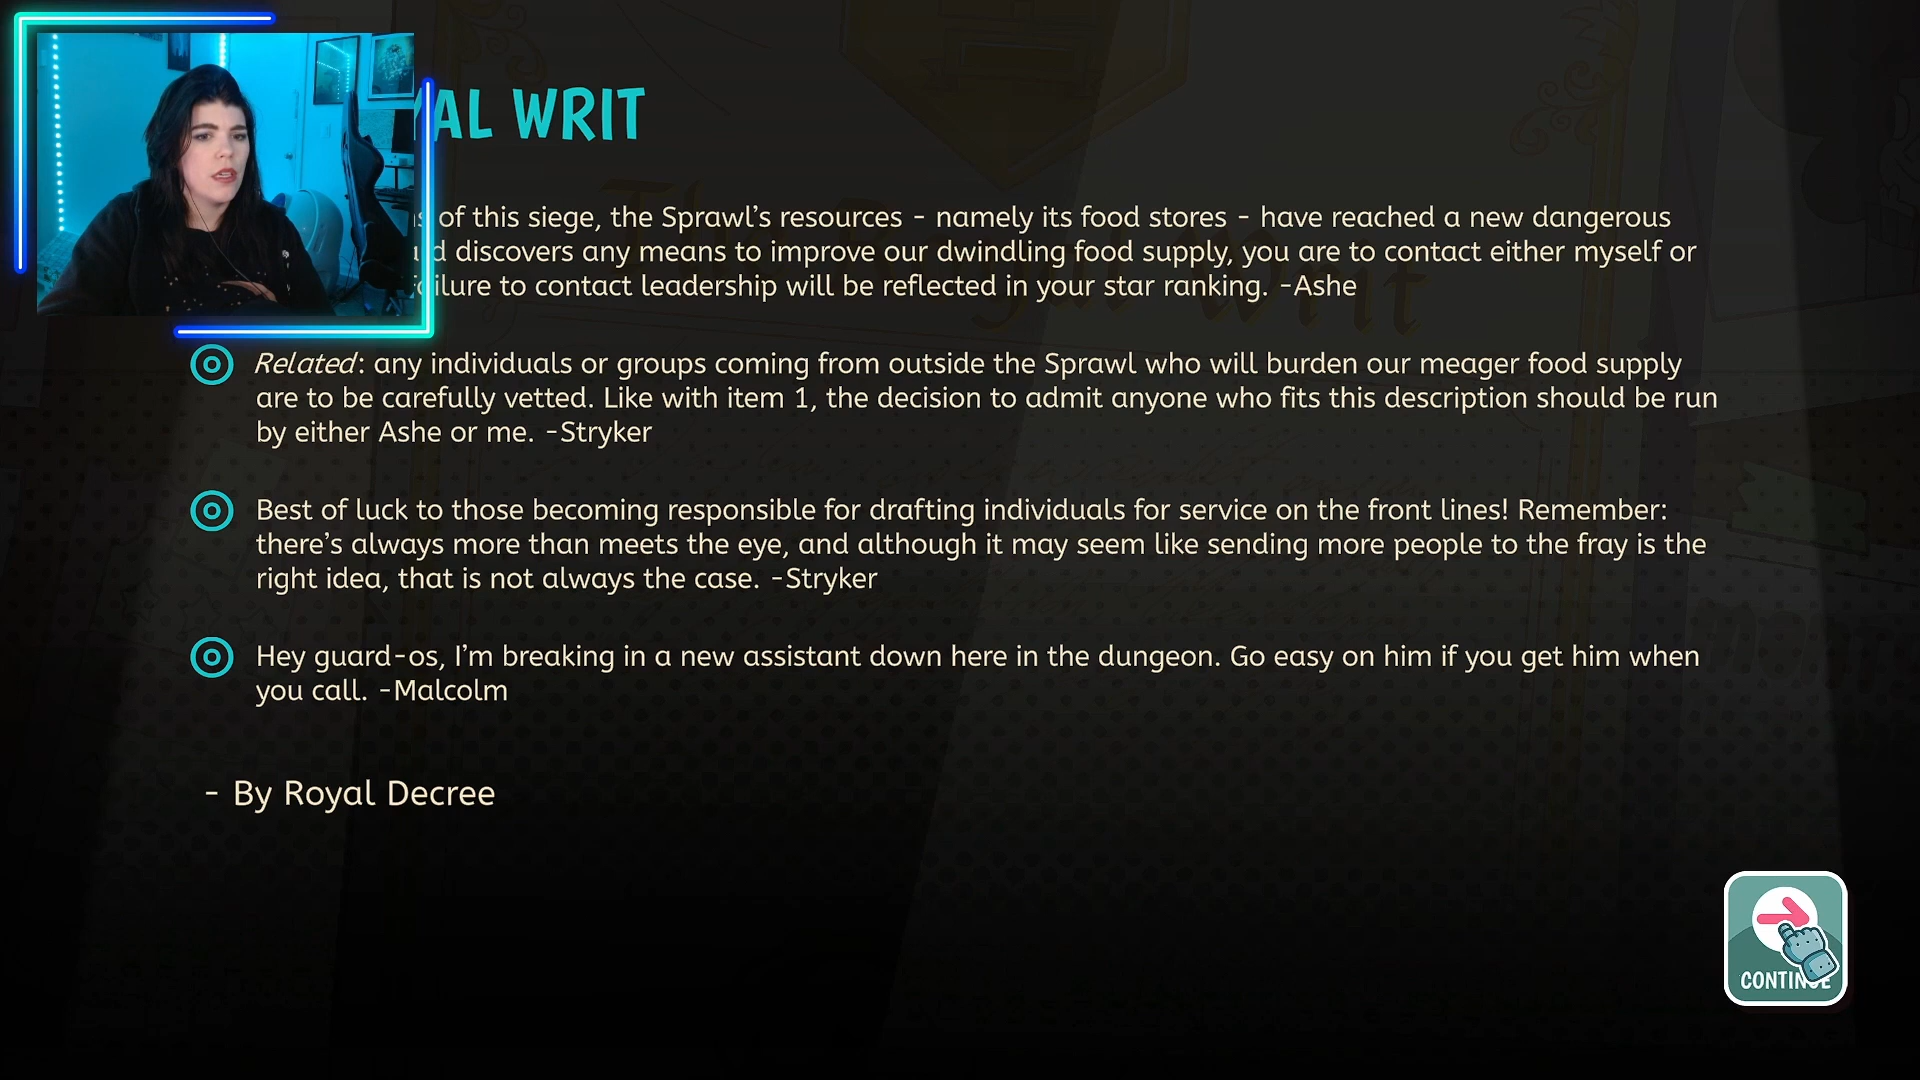 AL WRIT
of this siege, the Sprawl's resources - namely its food stores - have reached a new dangerous
discovers any means to improve our dwindling food supply, you are to contact either myself or
ilure to contact leadership will be reflected in your star ranking. -Ashe
Related: any individuals or groups coming from outside the Sprawl who will burden our meager food supply
are to be carefully vetted. Like with item 1, the decision to admit anyone who fits this description should be run
by either Ashe or me. -Stryker
Best of luck to those becoming responsible for drafting individuals for service on the front lines! Remember:
there's always more than meets the eye, and although it may seem like sending more people to the fray is the
right idea, that is not always the case. -Stryker
Hey guard-os, I'm breaking in a new assistant down here in the dungeon. Go easy on him if you get him when
you call. -Malcolm
- By Royal Decree
CONTINUE